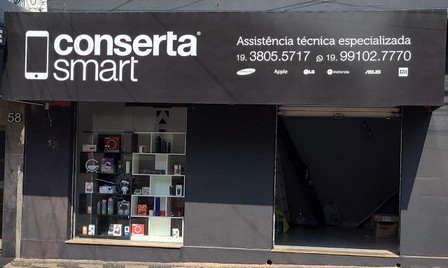 conserta®
smart
Assistência técnica especializada
19. 3805.5717 19. 99102.7770
SAMSUNG Apple LG motorola ASUS MI
58